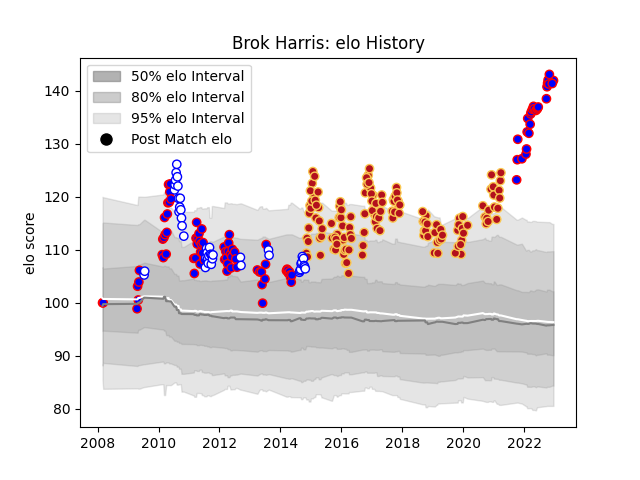 Brok Harris: elo History
50% elo Interval
80% elo Interval
95% elo Interval
Post Match elo
elo score
140
130
120
110
100
90
80
2008 2010 2012 2014 2016 2018 2020 2022